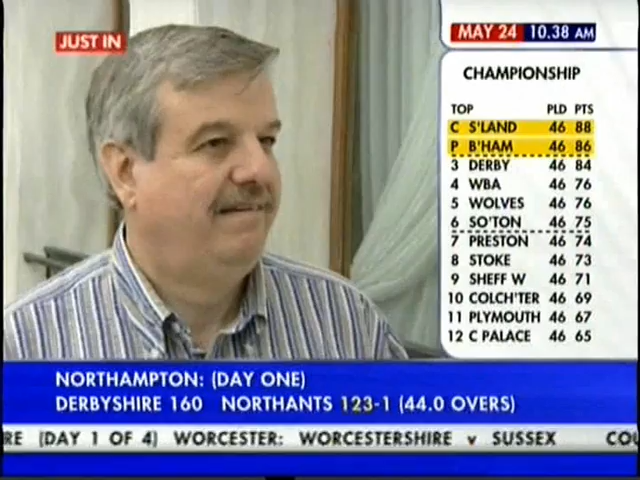 JUST IN
MAY 24 10.38 AM
CHAMPIONSHIP
TOP PLD PTS
C S'LAND 46 88
P B'HAM 46 86
3 DERBY 46 84
4 WBA 46 76
5 WOLVES 46 76
6 SO'TON 46 75
7 PRESTON 46 74
8 STOKE 46 73
9 SHEFF W 46 71
10 COLCH'TER 46 69
11 PLYMOUTH 46 67
12 C PALACE 46 65
NORTHAMPTON: (DAY ONE)
DERBYSHIRE 160 NORTHANTS 123-1 (44.0 OVERS)
RE (DAY 1 OF 4) WORCESTER: WORCESTERSHIRE v SUSSEX COU